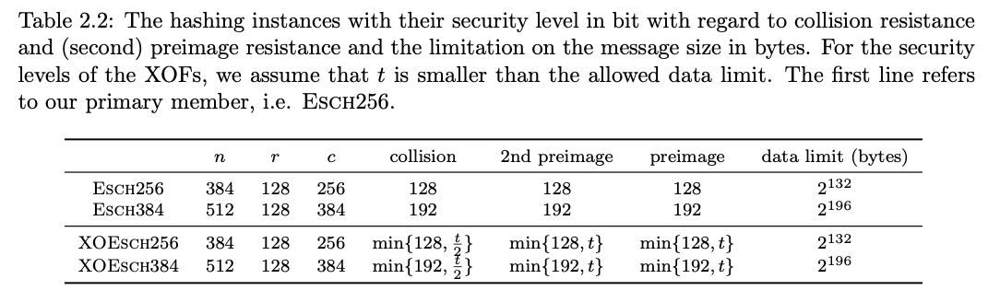 Table 2.2: The hashing instances with their security level in bit with regard to collision resistance
and (second) preimage resistance and the limitation on the message size in bytes. For the security
levels of the XOFs, we assume that t is smaller than the allowed data limit. The first line refers
to our primary member, i.e. ESCH256.
n r c collision 2nd preimage preimage data limit (bytes)
ESCH256 384 128 256 128 128 128 2^132
ESCH384 512 128 384 192 192 192 2^196
XOESCH256 384 128 256 min{128, t/2} min{128, t} min{128, t} 2^132
XOESCH384 512 128 384 min{192, t/2} min{192, t} min{192, t} 2^196